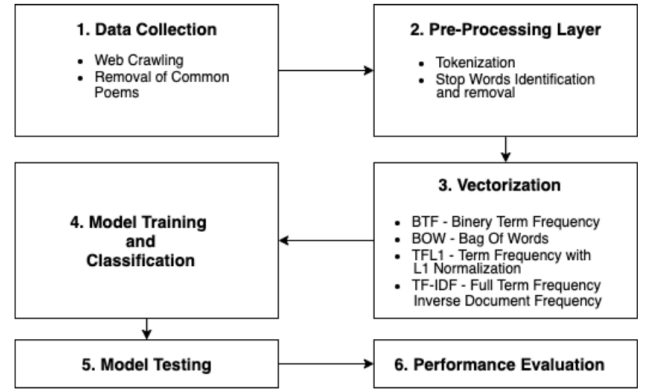 1. Data Collection
• Web Crawling
• Removal of Common
Poems
2. Pre-Processing Layer
• Tokenization
• Stop Words Identification
and removal
3. Vectorization
• BTF - Binery Term Frequency
• BOW - Bag Of Words
• TFL1 - Term Frequency with
L1 Normalization
• TF-IDF - Full Term Frequency
Inverse Document Frequency
4. Model Training
and
Classification
5. Model Testing
6. Performance Evaluation